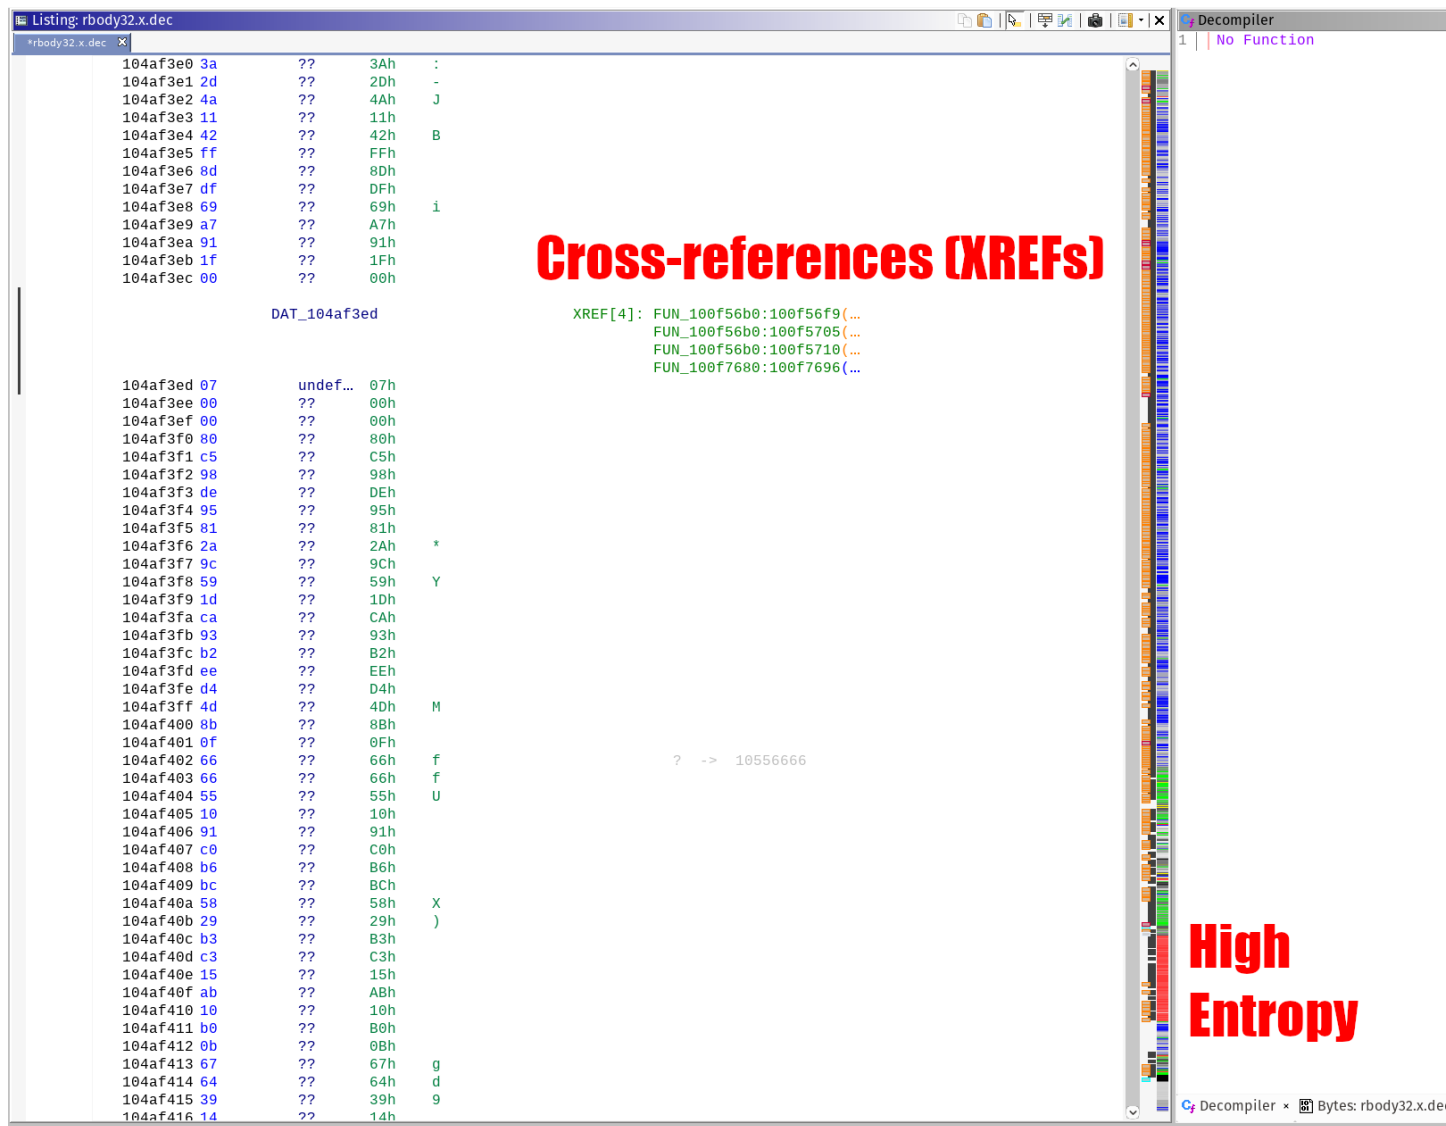 Listing: rbody32.x.dec
*rbody32.x.dec
104af3e0 3a ?? 3Ah :
104af3e1 2d ?? 2Dh -
104af3e2 4a ?? 4Ah J
104af3e3 11 ?? 11h
104af3e4 42 ?? 42h B
104af3e5 ff ?? FFh
104af3e6 8d ?? 8Dh
104af3e7 df ?? DFh
104af3e8 69 ?? 69h i
104af3e9 a7 ?? A7h
104af3ea 91 ?? 91h
104af3eb 1f ?? 1Fh
104af3ec 00 ?? 00h
Cross-references (XREFs)
DAT_104af3ed XREF[4]: FUN_100f56b0:100f56f9(…
FUN_100f56b0:100f5705(…
FUN_100f56b0:100f5710(…
FUN_100f7680:100f7696(…
104af3ed 07 undef… 07h
104af3ee 00 ?? 00h
104af3ef 00 ?? 00h
104af3f0 80 ?? 80h
104af3f1 c5 ?? C5h
104af3f2 98 ?? 98h
104af3f3 de ?? DEh
104af3f4 95 ?? 95h
104af3f5 81 ?? 81h
104af3f6 2a ?? 2Ah *
104af3f7 9c ?? 9Ch
104af3f8 59 ?? 59h Y
104af3f9 1d ?? 1Dh
104af3fa ca ?? CAh
104af3fb 93 ?? 93h
104af3fc b2 ?? B2h
104af3fd ee ?? EEh
104af3fe d4 ?? D4h
104af3ff 4d ?? 4Dh M
104af400 8b ?? 8Bh
104af401 0f ?? 0Fh
104af402 66 ?? 66h f ? -> 10556666
104af403 66 ?? 66h f
104af404 55 ?? 55h U
104af405 10 ?? 10h
104af406 91 ?? 91h
104af407 c0 ?? C0h
104af408 b6 ?? B6h
104af409 bc ?? BCh
104af40a 58 ?? 58h X
104af40b 29 ?? 29h )
104af40c b3 ?? B3h
104af40d c3 ?? C3h
104af40e 15 ?? 15h
104af40f ab ?? ABh
104af410 10 ?? 10h
104af411 b0 ?? B0h
104af412 0b ?? 0Bh
104af413 67 ?? 67h g
104af414 64 ?? 64h d
104af415 39 ?? 39h 9
104af416 14 ?? 14h
Decompiler
1 No Function
High
Entropy
Decompiler × Bytes: rbody32.x.dec